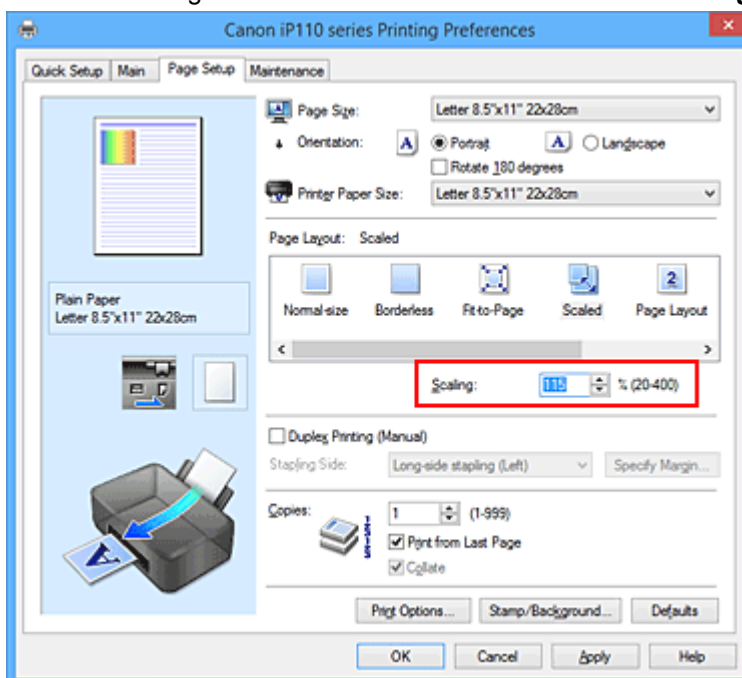 Canon iP110 series Printing Preferences
Quick Setup Main Page Setup Maintenance
Page Size: Letter 8.5"x11" 22x28cm
Orientation: A Portrait A Landscape
Rotate 180 degrees
Printer Paper Size: Letter 8.5"x11" 22x28cm
Page Layout: Scaled
Normal-size Borderless Fit-to-Page Scaled 2 Page Layout
Plain Paper
Letter 8.5"x11" 22x28cm
Scaling: 115 % (20-400)
Duplex Printing (Manual)
Stapling Side: Long-side stapling (Left) Specify Margin...
Copies: 1 (1-999)
Print from Last Page
Collate
A
Print Options... Stamp/Background... Defaults
OK Cancel Apply Help